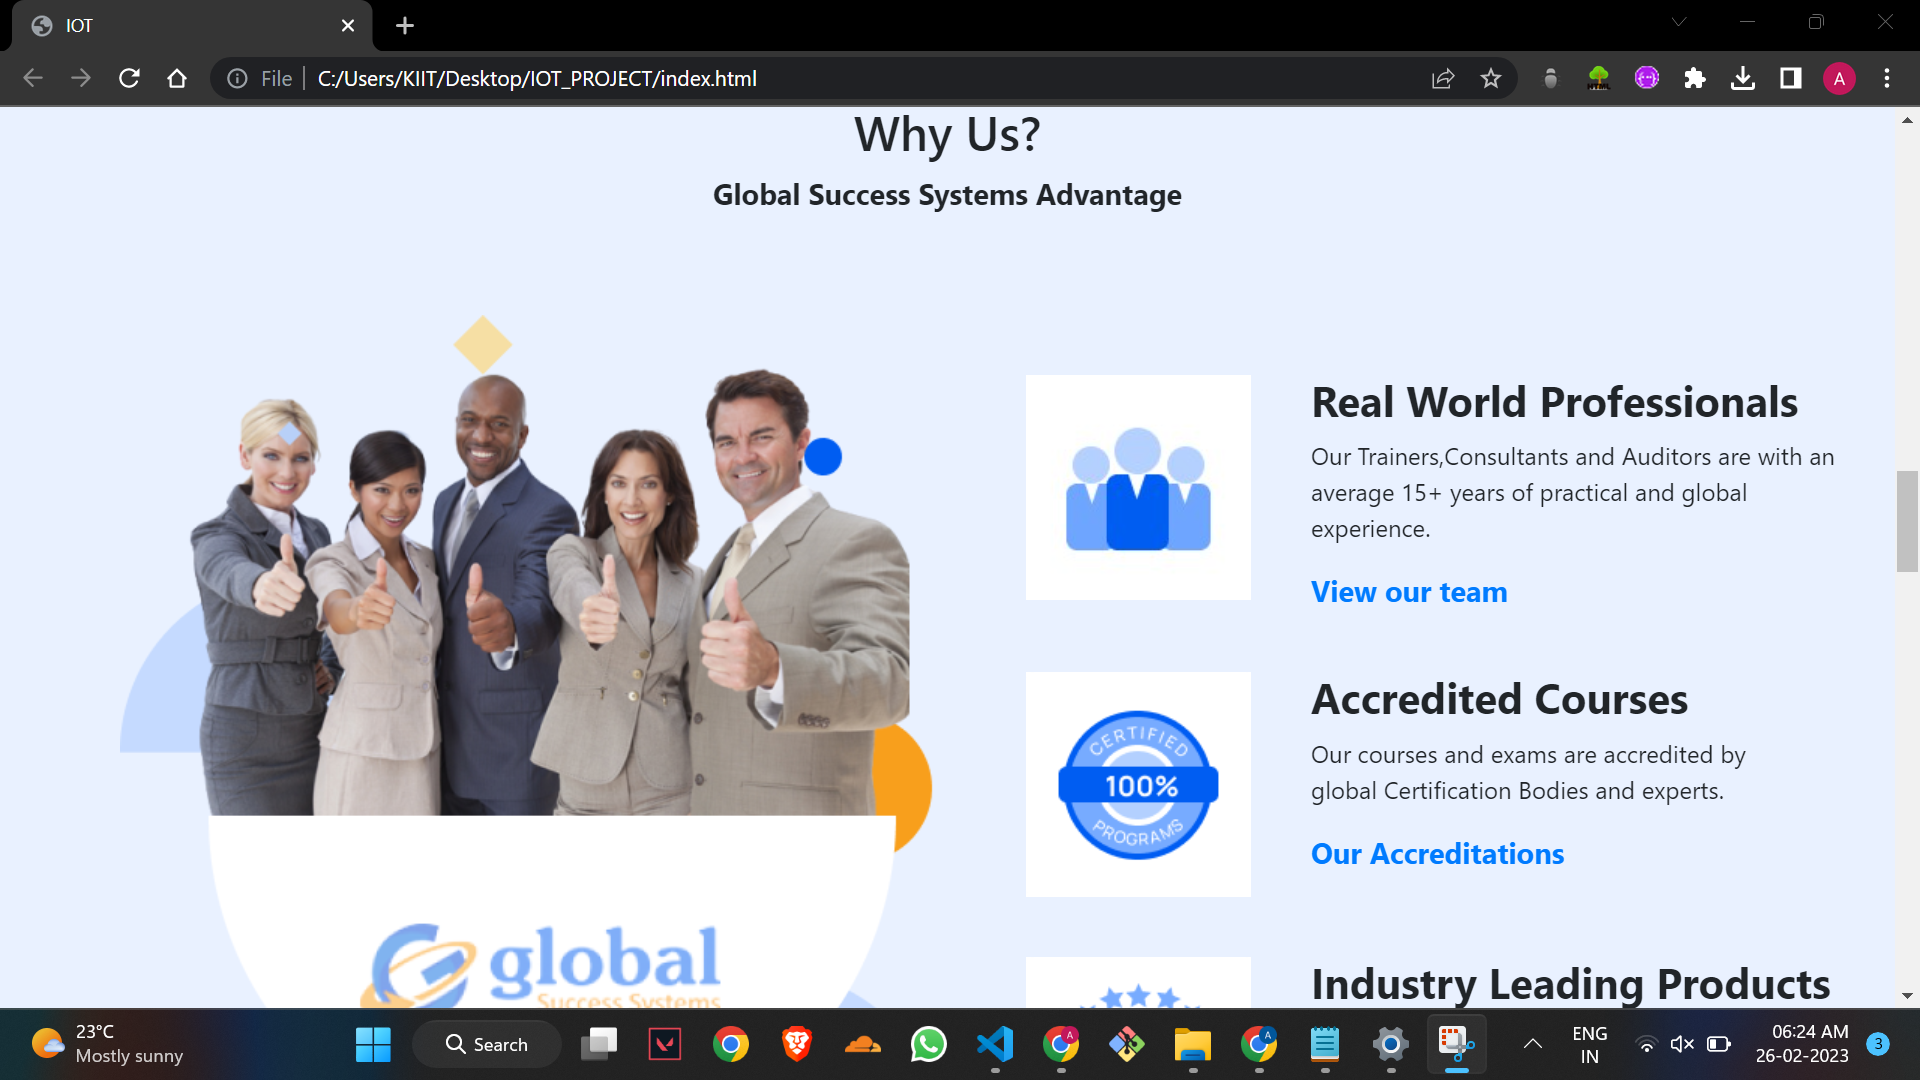 IOT
File
C:/Users/KIIT/Desktop/IOT_PROJECT/index.html
A
Why Us?
Global Success Systems Advantage
Real World Professionals
Our Trainers,Consultants and Auditors are with an
average 15+ years of practical and global
experience.
View our team
CERTIFIED
100%
PROGRAMS
Accredited Courses
Our courses and exams are accredited by
global Certification Bodies and experts.
Our Accreditations
global
Success Systems
Industry Leading Products
23°C
Mostly sunny
Search
A
A
ENG
IN
06:24 AM
26-02-2023
3